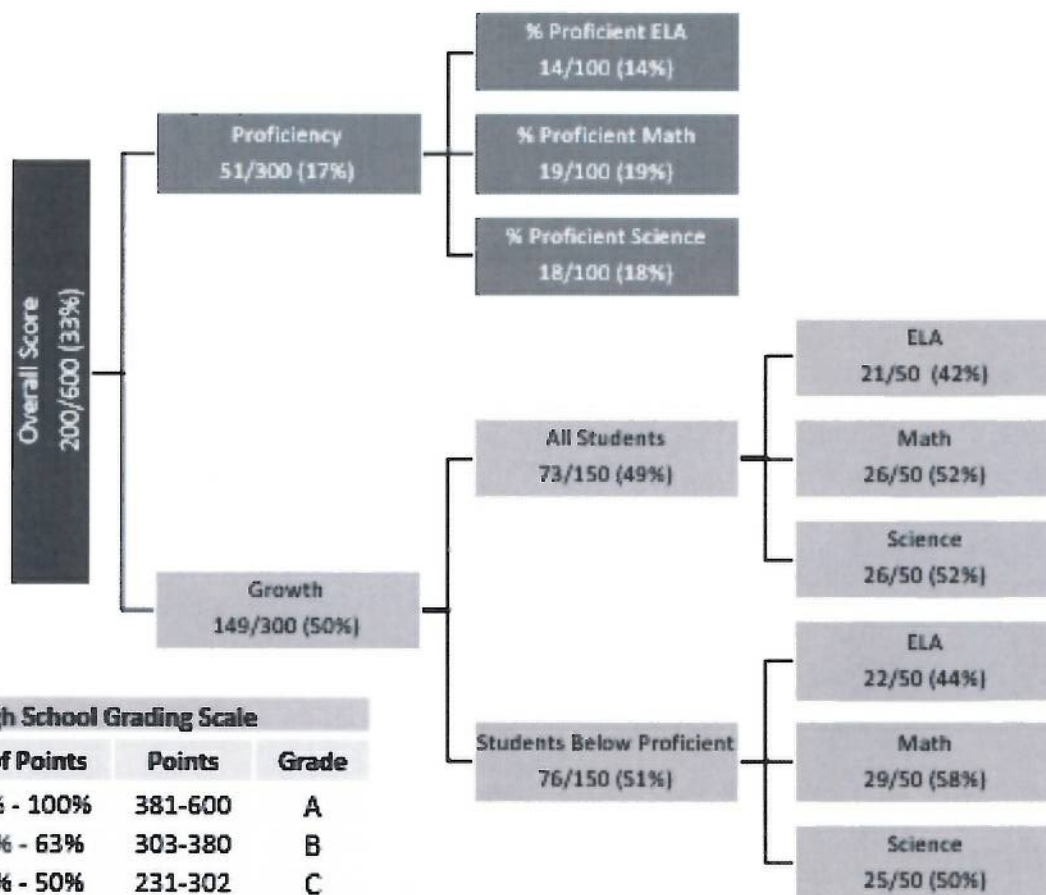 Overall Score
200/600 (33%)
Proficiency
51/300 (17%)
% Proficient ELA
14/100 (14%)
% Proficient Math
19/100 (19%)
% Proficient Science
18/100 (18%)
Growth
149/300 (50%)
All Students
73/150 (49%)
ELA
21/50 (42%)
Math
26/50 (52%)
Science
26/50 (52%)
Students Below Proficient
76/150 (51%)
ELA
22/50 (44%)
Math
29/50 (58%)
Science
25/50 (50%)
School Grading Scale
Points Points Grade
- 100% 381-600 A
- 63% 303-380 B
- 50% 231-302 C